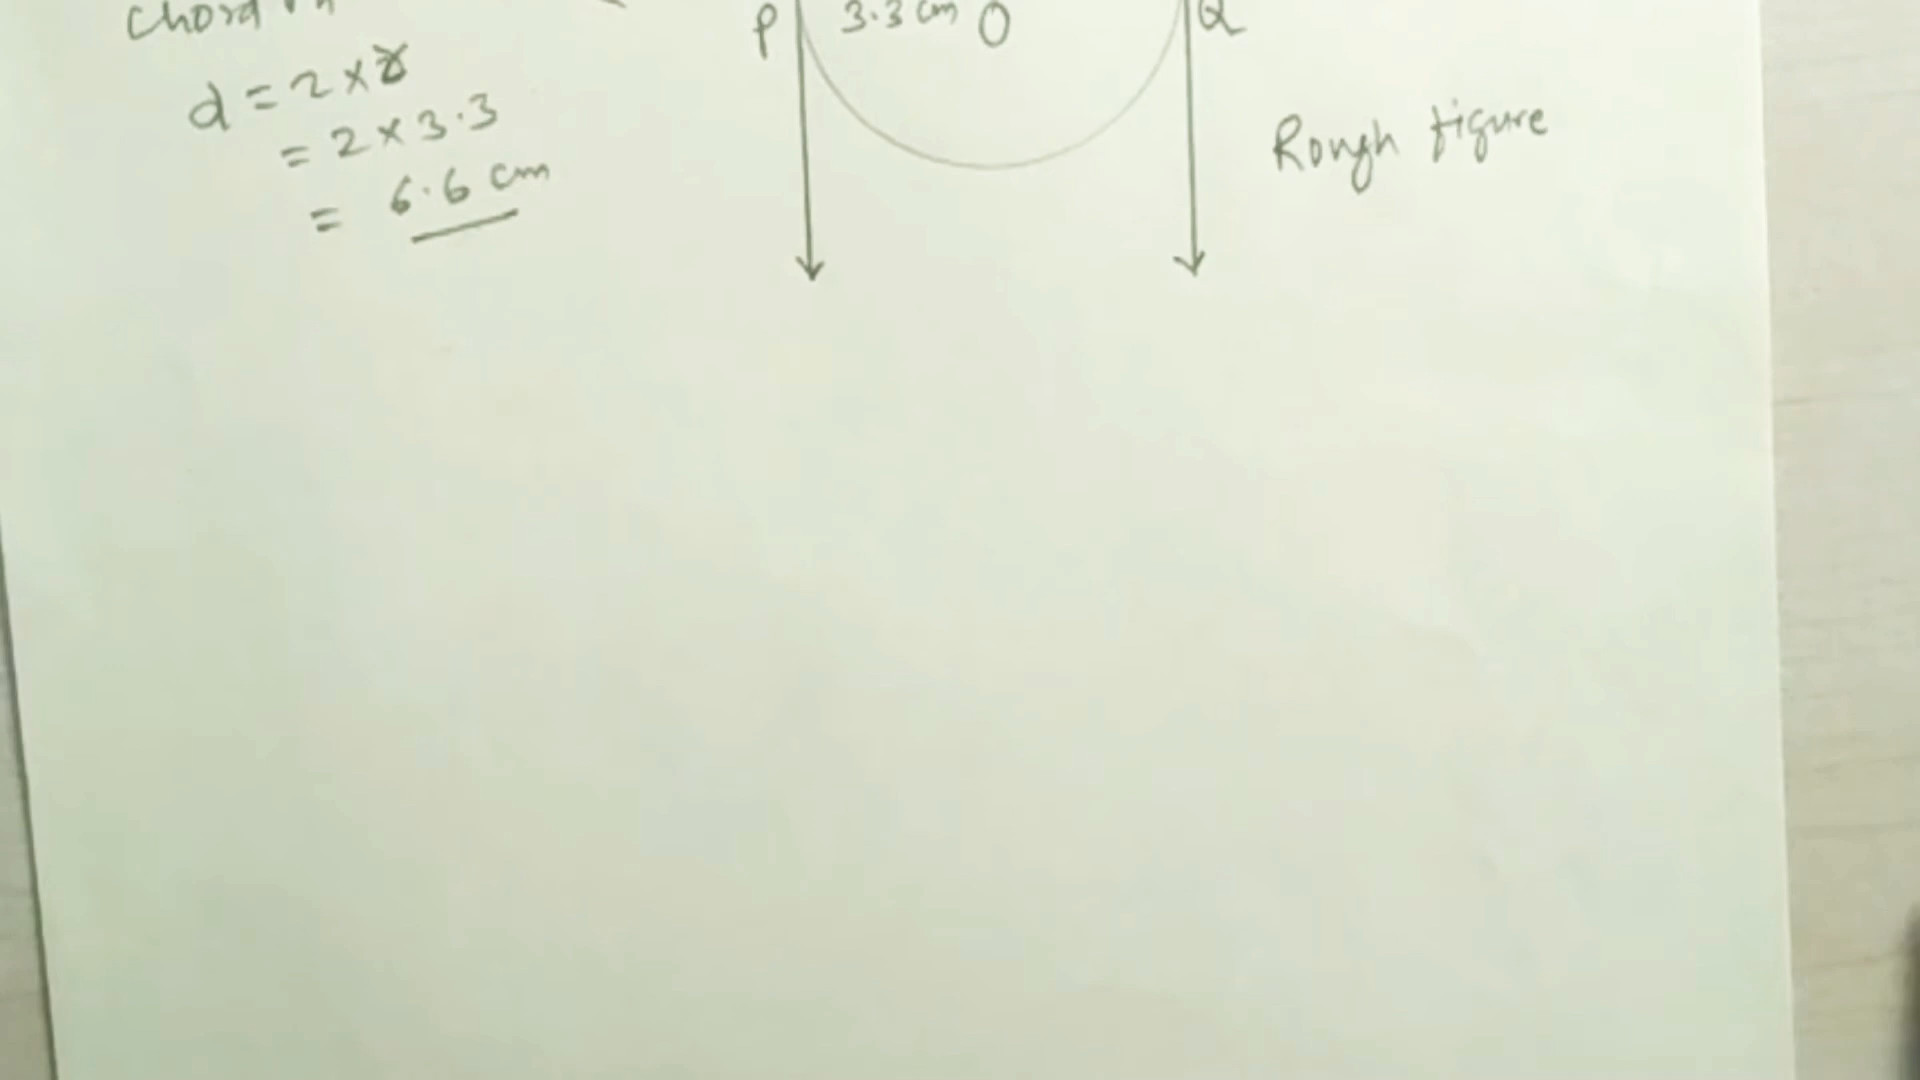 chord
d = 2 × r
= 2 × 3.3
= 6.6 cm
P 3.3 cm O Q
Rough figure